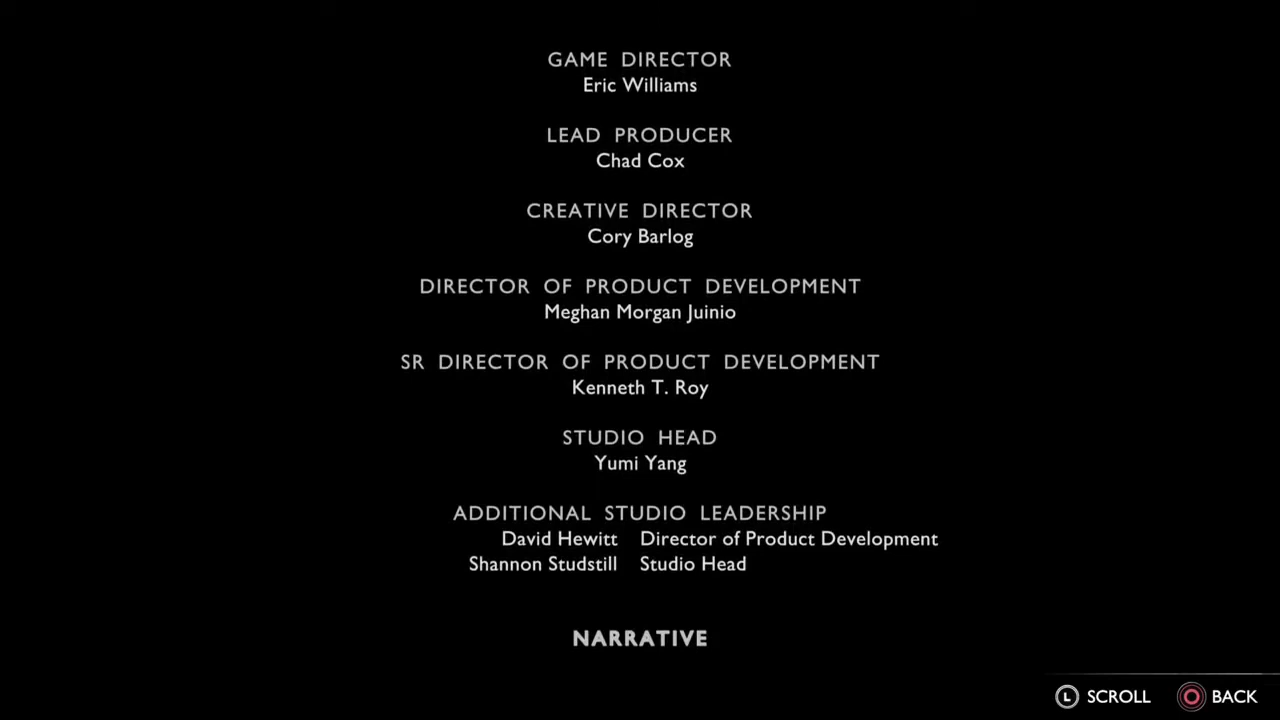 GAME DIRECTOR
Eric Williams
LEAD PRODUCER
Chad Cox
CREATIVE DIRECTOR
Cory Barlog
DIRECTOR OF PRODUCT DEVELOPMENT
Meghan Morgan Juinio
SR DIRECTOR OF PRODUCT DEVELOPMENT
Kenneth T. Roy
STUDIO HEAD
Yumi Yang
ADDITIONAL STUDIO LEADERSHIP
David Hewitt Director of Product Development
Shannon Studstill Studio Head
NARRATIVE
L SCROLL BACK